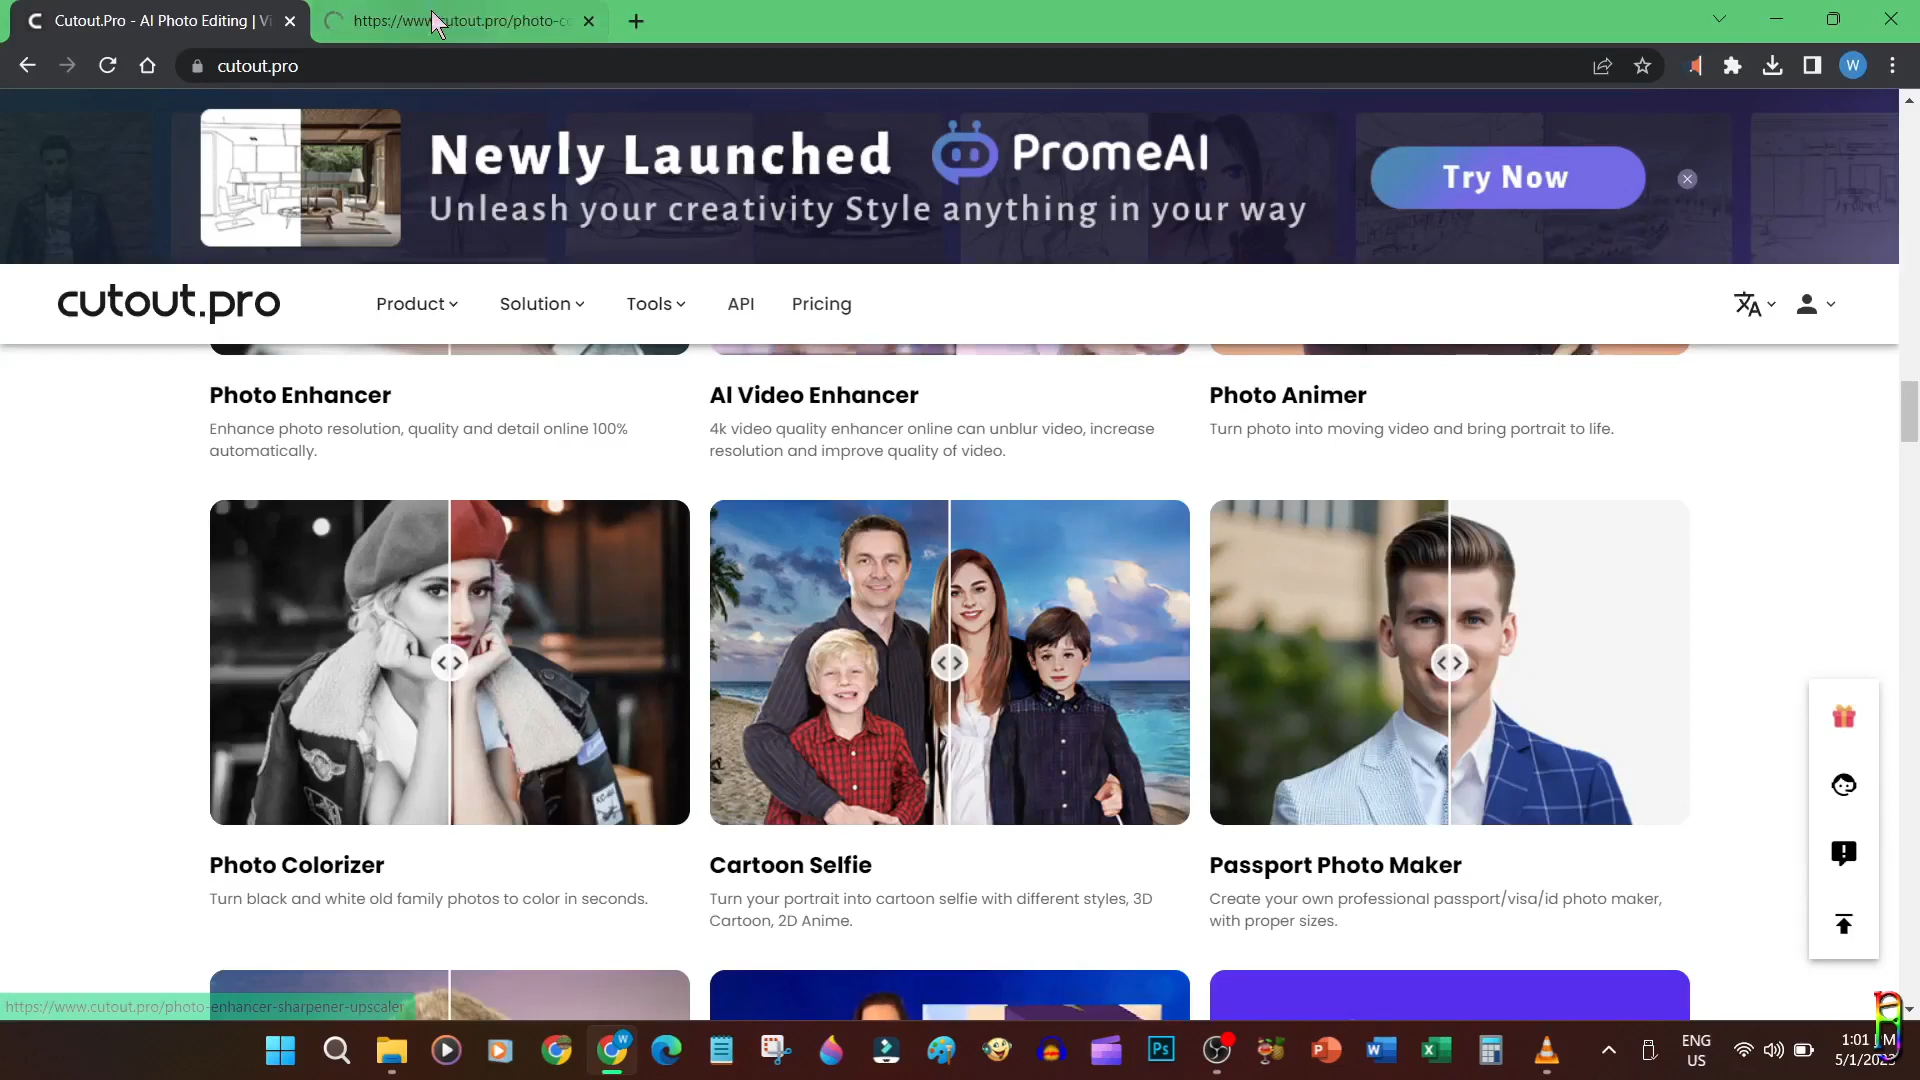 Cutout.Pro - AI Photo Editing | Vi
https://www.cutout.pro/photo-co
cutout.pro
W
Newly Launched PromeAI
Unleash your creativity Style anything in your way
Try Now
cutout.pro
Product
Solution
Tools
API
Pricing
Photo Enhancer
Enhance photo resolution, quality and detail online 100%
automatically.
AI Video Enhancer
4k video quality enhancer online can unblur video, increase
resolution and improve quality of video.
Photo Animer
Turn photo into moving video and bring portrait to life.
Photo Colorizer
Turn black and white old family photos to color in seconds.
Cartoon Selfie
Turn your portrait into cartoon selfie with different styles, 3D
Cartoon, 2D Anime.
Passport Photo Maker
Create your own professional passport/visa/id photo maker,
with proper sizes.
https://www.cutout.pro/photo-enhancer-sharpener-upscaler
W
Ps
ENG
US
1:01 PM
5/1/2023